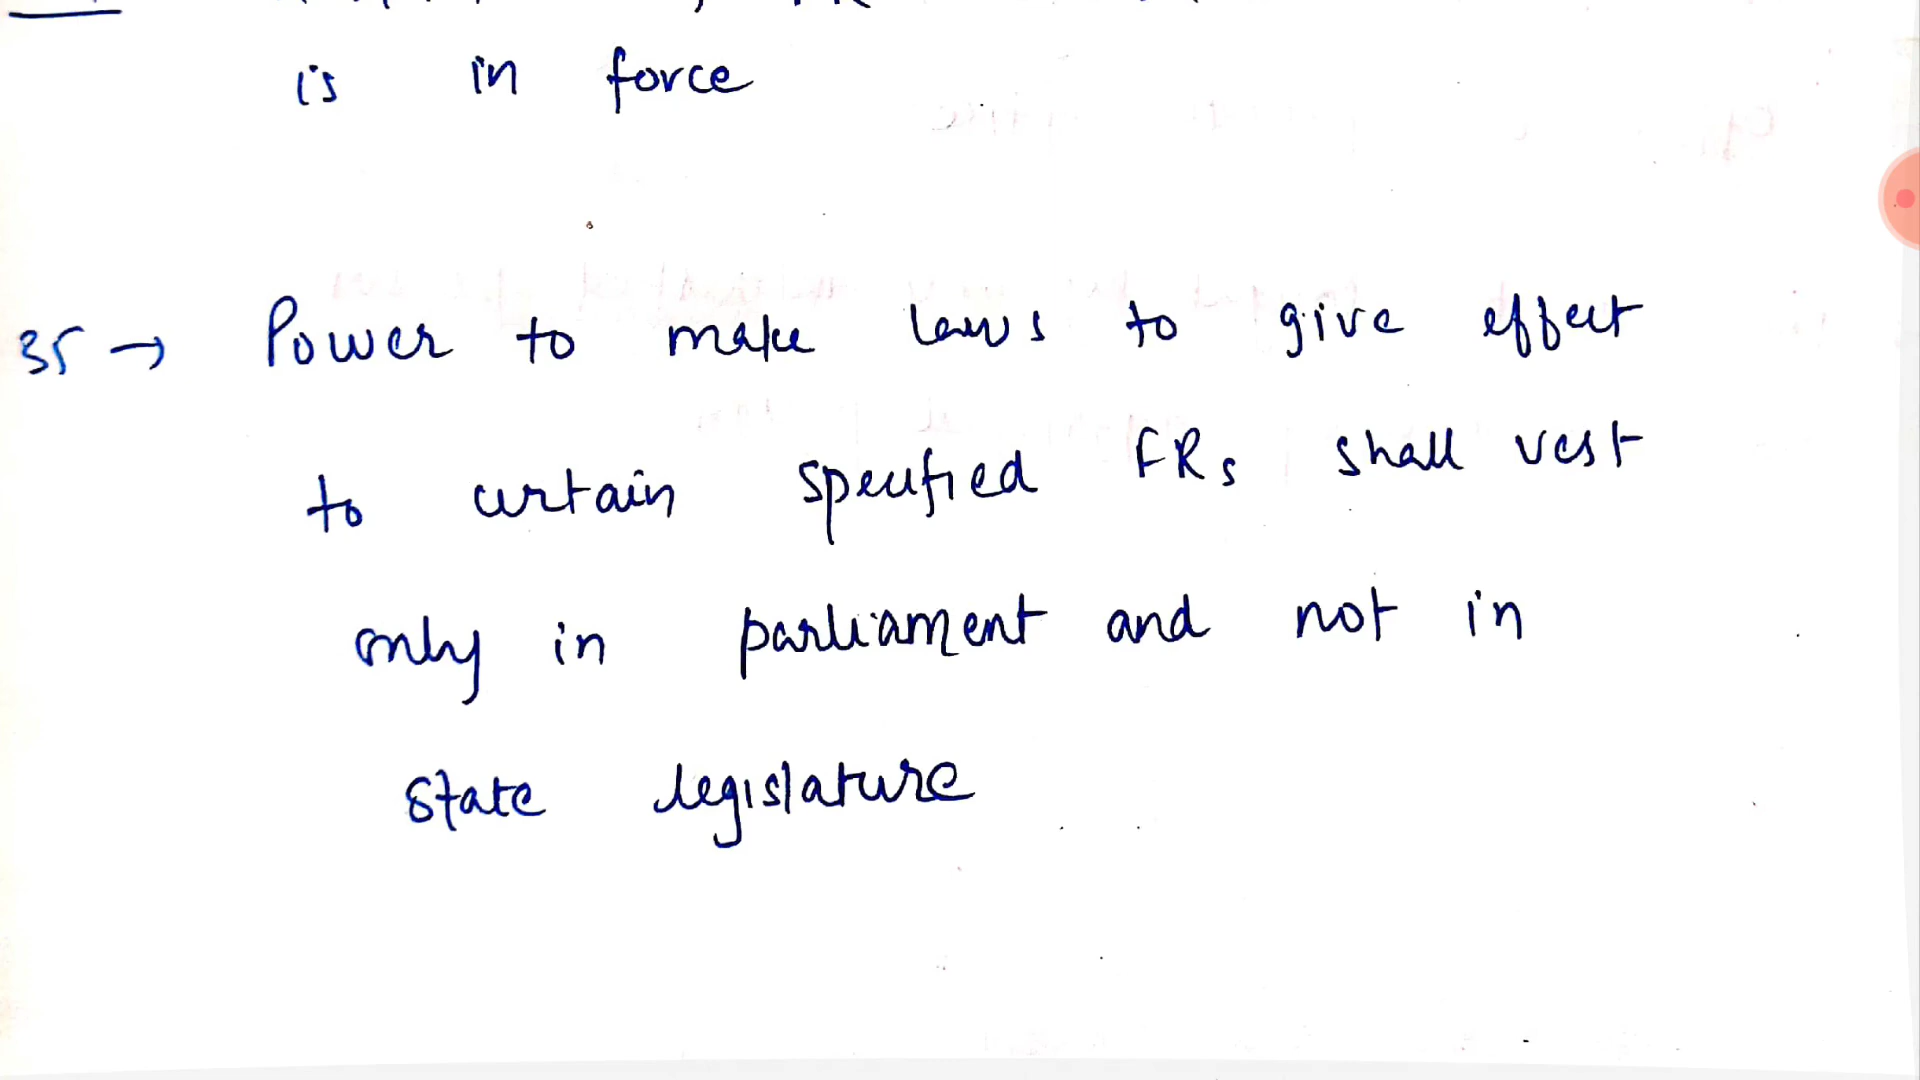 is in force
35 → Power to make laws to give effect
to certain specified FRs shall vest
only in parliament and not in
state legislature